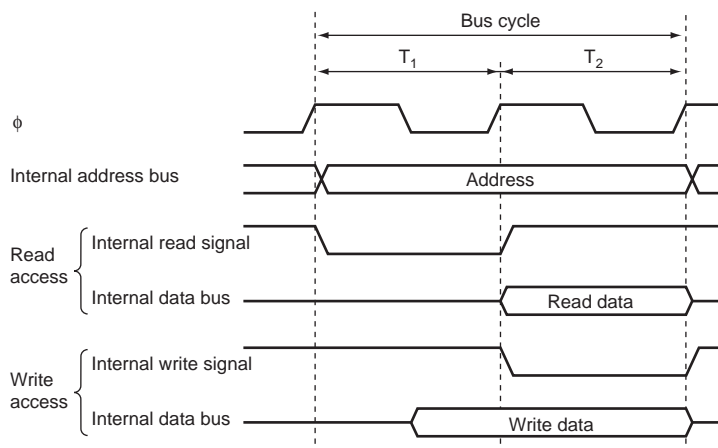 Bus cycle
T1 T2
ϕ
Internal address bus Address
Read access Internal read signal
Internal data bus Read data
Write access Internal write signal
Internal data bus Write data